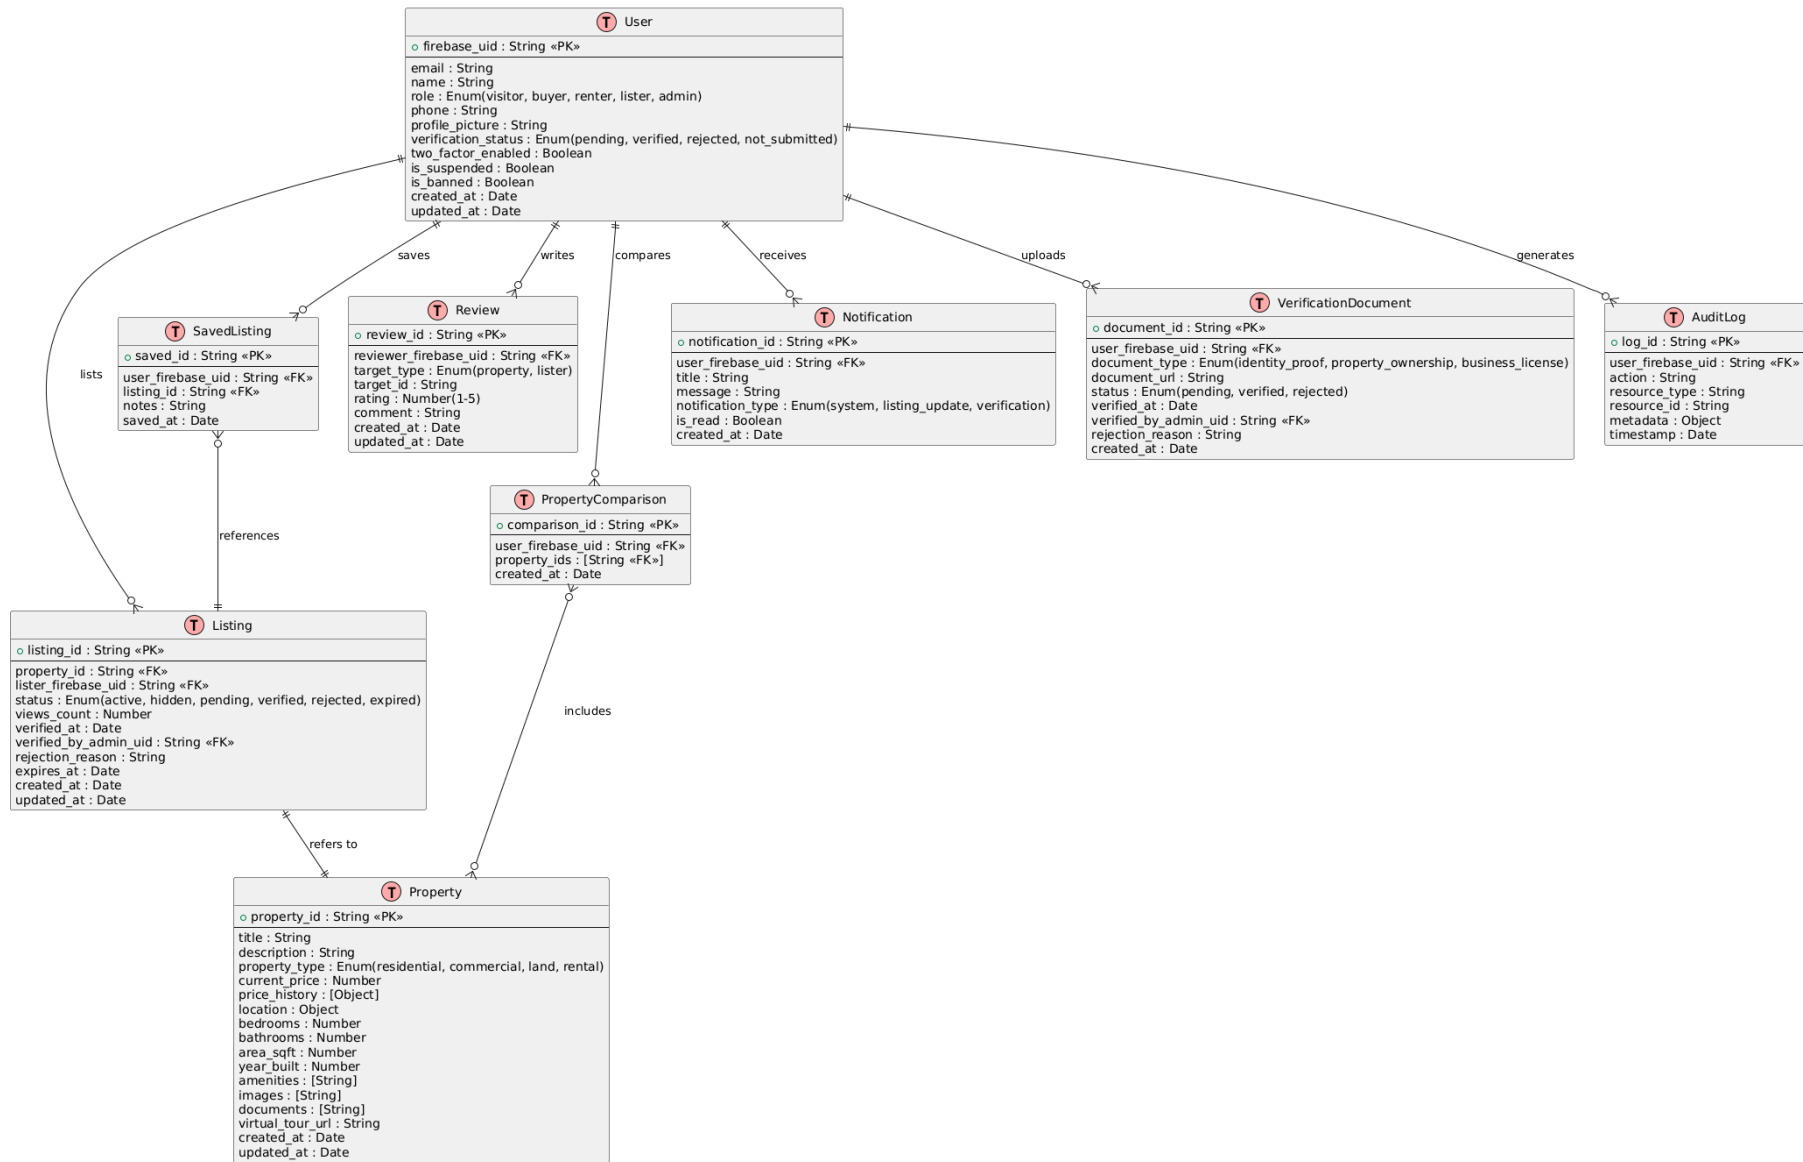 T User
firebase_uid : String «PK»
email : String
name : String
role : Enum(visitor, buyer, renter, lister, admin)
phone : String
profile_picture : String
verification_status : Enum(pending, verified, rejected, not_submitted)
two_factor_enabled : Boolean
is_suspended : Boolean
is_banned : Boolean
created_at : Date
updated_at : Date
saves
writes
compares
receives
uploads
generates
lists
T SavedListing
saved_id : String «PK»
user_firebase_uid : String «FK»
listing_id : String «FK»
notes : String
saved_at : Date
T Review
review_id : String «PK»
reviewer_firebase_uid : String «FK»
target_type : Enum(property, lister)
target_id : String
rating : Number(1-5)
comment : String
created_at : Date
updated_at : Date
T Notification
notification_id : String «PK»
user_firebase_uid : String «FK»
title : String
message : String
notification_type : Enum(system, listing_update, verification)
is_read : Boolean
created_at : Date
T VerificationDocument
document_id : String «PK»
user_firebase_uid : String «FK»
document_type : Enum(identity_proof, property_ownership, business_license)
document_url : String
status : Enum(pending, verified, rejected)
verified_at : Date
verified_by_admin_uid : String «FK»
rejection_reason : String
created_at : Date
T AuditLog
log_id : String «PK»
user_firebase_uid : String «FK»
action : String
resource_type : String
resource_id : String
metadata : Object
timestamp : Date
references
T PropertyComparison
comparison_id : String «PK»
user_firebase_uid : String «FK»
property_ids : [String «FK»]
created_at : Date
T Listing
listing_id : String «PK»
property_id : String «FK»
lister_firebase_uid : String «FK»
status : Enum(active, hidden, pending, verified, rejected, expired)
views_count : Number
verified_at : Date
verified_by_admin_uid : String «FK»
rejection_reason : String
expires_at : Date
created_at : Date
updated_at : Date
includes
refers to
T Property
property_id : String «PK»
title : String
description : String
property_type : Enum(residential, commercial, land, rental)
current_price : Number
price_history : [Object]
location : Object
bedrooms : Number
bathrooms : Number
area_sqft : Number
year_built : Number
amenities : [String]
images : [String]
documents : [String]
virtual_tour_url : String
created_at : Date
updated_at : Date